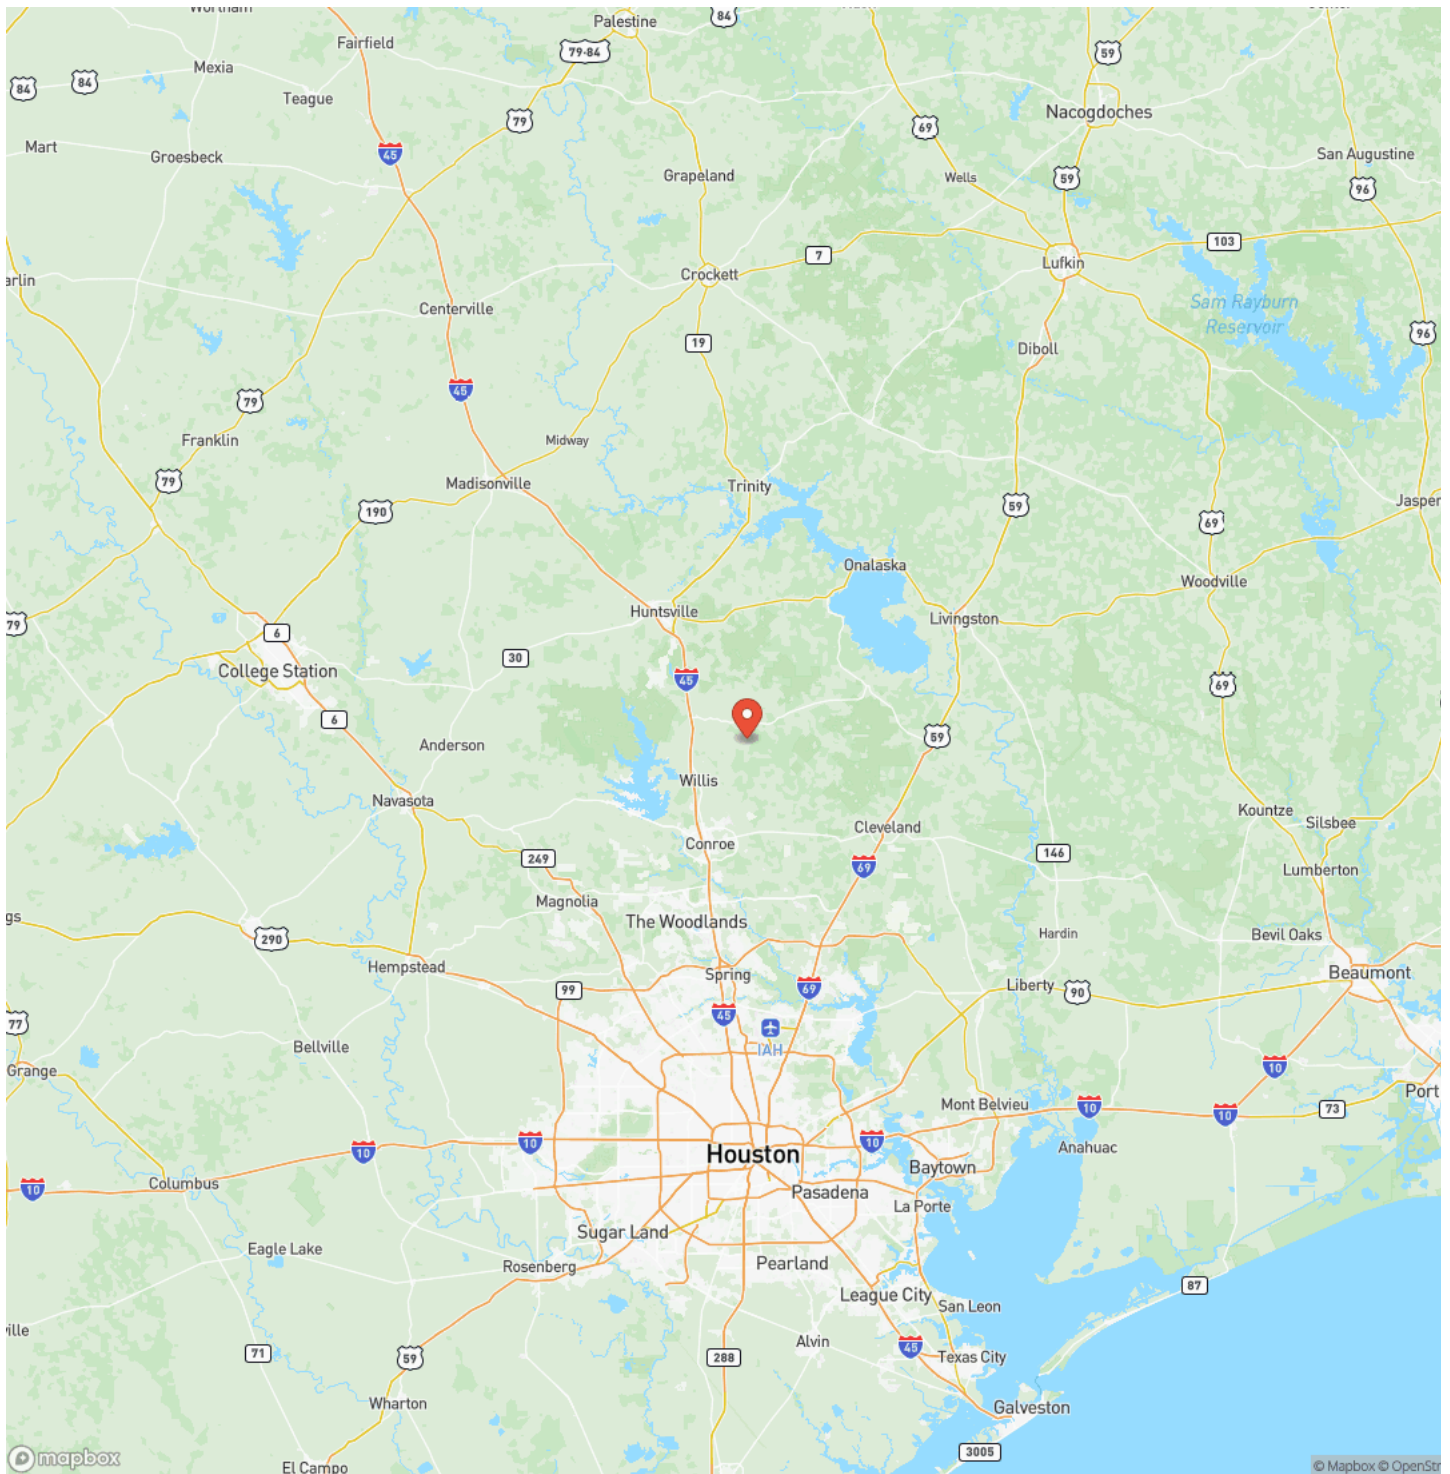 Palestine
84
Fairfield
79-84
59
Mexia
84
84
Teague
Nacogdoches
79
69
Mart
Groesbeck
45
San Augustine
Grapeland
Wells
59
96
103
7
Lufkin
Crockett
arlin
Centerville
Sam Rayburn
Reservoir
96
19
Diboll
45
79
Franklin
Midway
79
Madisonville
Trinity
Jasper
190
59
69
Onalaska
Woodville
Huntsville
Livingston
79
6
30
College Station
45
69
6
59
Anderson
Willis
Navasota
Kountze
Silsbee
Cleveland
Conroe
249
146
69
Lumberton
Magnolia
gs
The Woodlands
290
Hardin
Bevil Oaks
Hempstead
Spring
Beaumont
99
69
Liberty
90
45
77
IAH
Bellville
10
Grange
Port
Mont Belvieu
10
10
73
10
10
10
Houston
Anahuac
Baytown
Columbus
10
Pasadena
La Porte
Sugar Land
Eagle Lake
Rosenberg
Pearland
87
League City
San Leon
ville
Alvin
71
59
288
45
Texas City
Wharton
Galveston
3005
mapbox
El Campo
© Mapbox © OpenStr